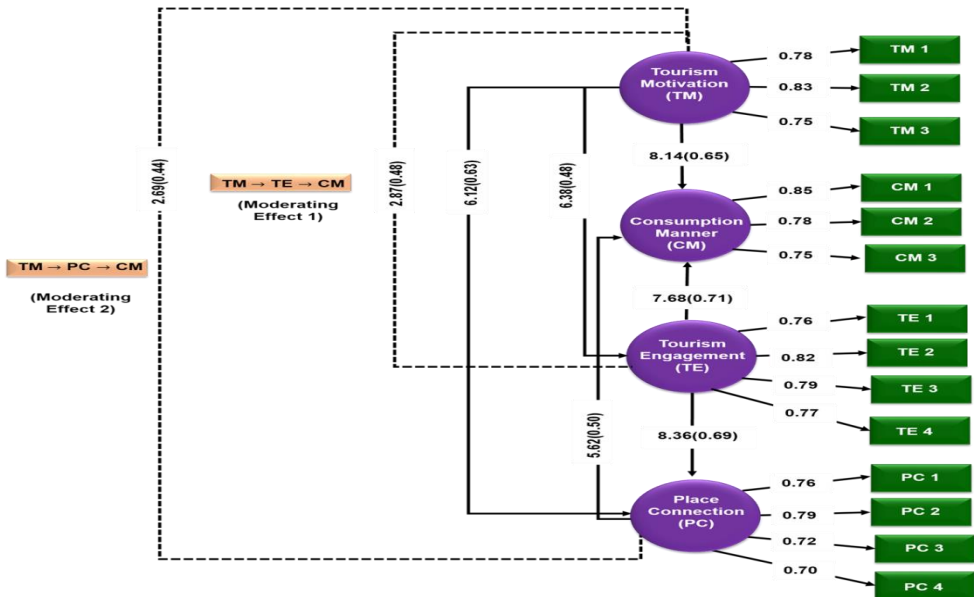 Tourism
Motivation
(TM)
0.78
0.83
0.75
TM 1
TM 2
TM 3
8.14(0.65)
2.69(0.44)
6.12(0.63)
2.87(0.48)
6.38(0.48)
TM → TE → CM
(Moderating
Effect 1)
Consumption
Manner
(CM)
0.85
0.78
0.75
CM 1
CM 2
CM 3
TM → PC → CM
(Moderating
Effect 2)
7.68(0.71)
Tourism
Engagement
(TE)
0.76
0.82
0.79
0.77
TE 1
TE 2
TE 3
TE 4
5.62(0.50)
8.36(0.69)
Place
Connection
(PC)
0.76
0.79
0.72
0.70
PC 1
PC 2
PC 3
PC 4